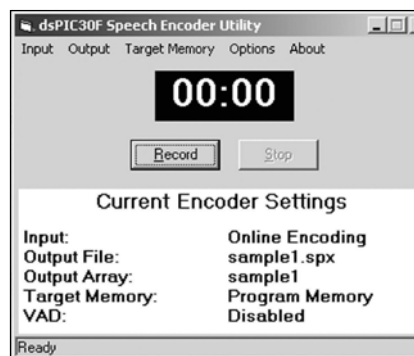 dsPIC30F Speech Encoder Utility
Input Output Target Memory Options About
00:00
Record Stop
Current Encoder Settings
Input: Online Encoding
Output File: sample1.spx
Output Array: sample1
Target Memory: Program Memory
VAD: Disabled
Ready